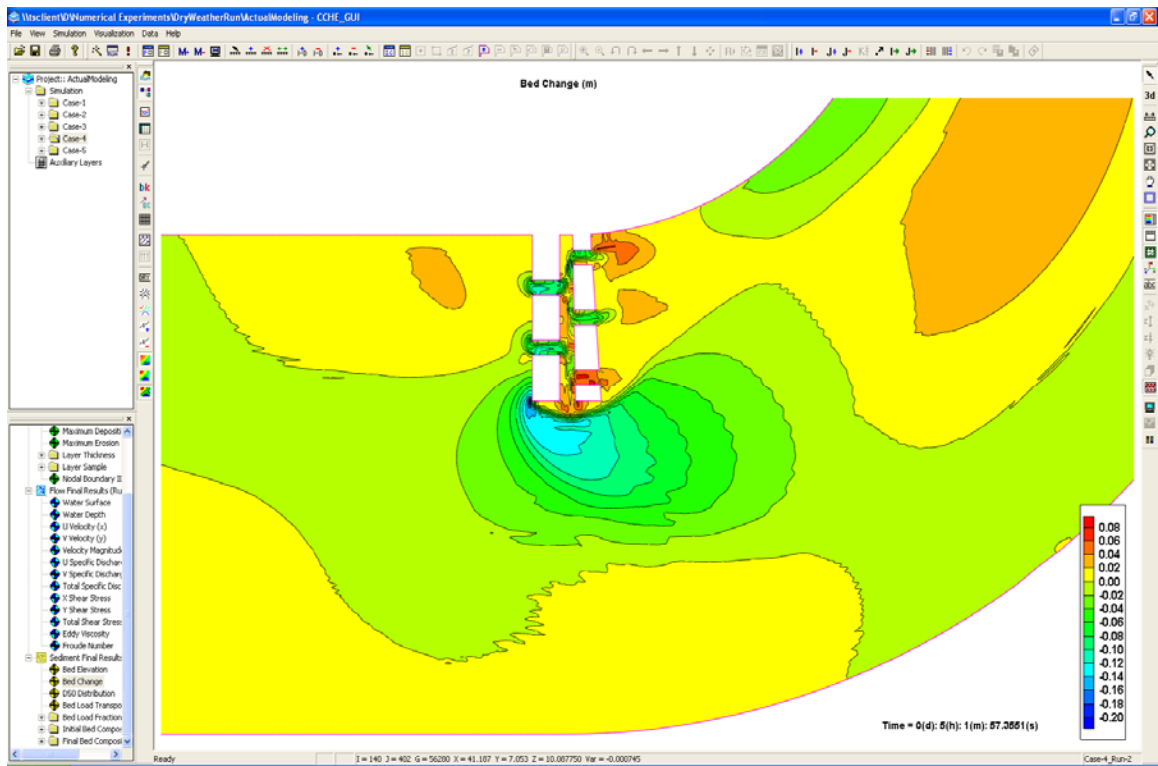 \\tsclient\D\Numerical Experiments\DryWeatherRun\ActualModeling - CCHE_GUI
File View Simulation Visualization Data Help
Project:: ActualModeling
Simulation
Case-1
Case-2
Case-3
Case-4
Case-5
Auxiliary Layers
Maximum Depositi
Maximum Erosion
Layer Thickness
Layer Sample
Nodal Boundary I
Flow Final Results (Ru
Water Surface
Water Depth
U Velocity (x)
V Velocity (y)
Velocity Magnitud
U Specific Dischar
V Specific Dischar
Total Specific Disc
X Shear Stress
Y Shear Stress
Total Shear Stress
Eddy Viscosity
Froude Number
Sediment Final Results
Bed Elevation
Bed Change
D50 Distribution
Bed Load Transpo
Bed Load Fraction
Initial Bed Compo
Final Bed Composi
bk
Bed Change (m)
3d
abc
0.08
0.06
0.04
0.02
0.00
-0.02
-0.04
-0.06
-0.08
-0.10
-0.12
-0.14
-0.16
-0.18
-0.20
Time = 0(d): 5(h): 1(m): 57.3551(s)
Ready
I = 140 J = 402 G = 56280 X = 41.187 Y = 7.053 Z = 10.087750 Var = -0.000745
Case-4_Run-2